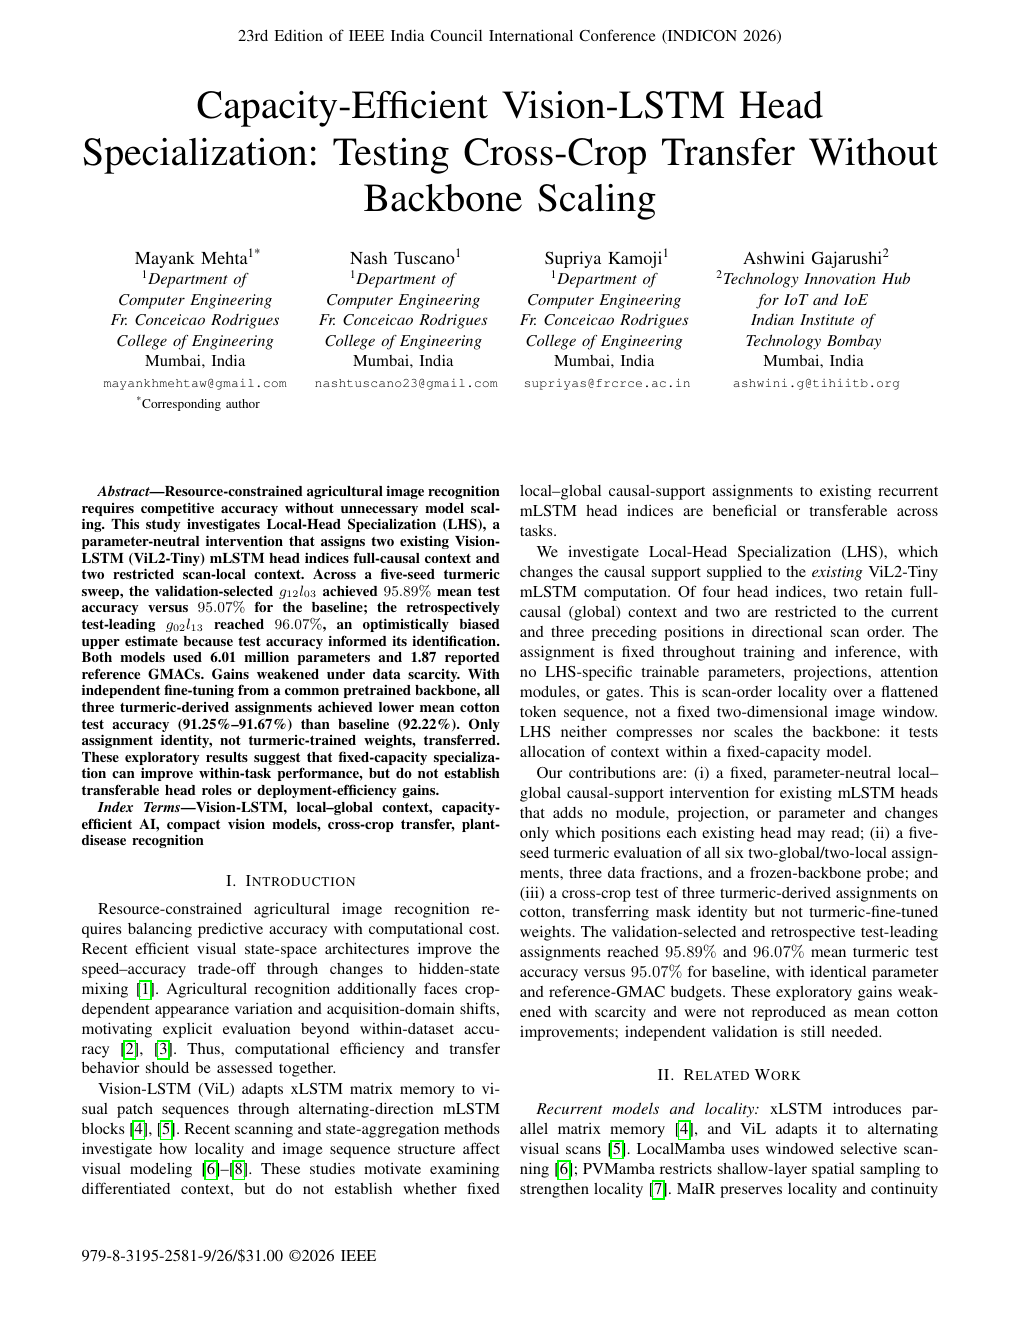 23rd Edition of IEEE India Council International Conference (INDICON 2026)
Capacity-Efficient Vision-LSTM Head
Specialization: Testing Cross-Crop Transfer Without
Backbone Scaling
Mayank Mehta1*
1Department of
Computer Engineering
Fr. Conceicao Rodrigues
College of Engineering
Mumbai, India
mayankhmehtaw@gmail.com
*Corresponding author
Nash Tuscano1
1Department of
Computer Engineering
Fr. Conceicao Rodrigues
College of Engineering
Mumbai, India
nashtuscano23@gmail.com
Supriya Kamoji1
1Department of
Computer Engineering
Fr. Conceicao Rodrigues
College of Engineering
Mumbai, India
supriyas@frcrce.ac.in
Ashwini Gajarushi2
2Technology Innovation Hub
for IoT and IoE
Indian Institute of
Technology Bombay
Mumbai, India
ashwini.g@tihiitb.org
Abstract—Resource-constrained agricultural image recognition
requires competitive accuracy without unnecessary model scal-
ing. This study investigates Local-Head Specialization (LHS), a
parameter-neutral intervention that assigns two existing Vision-
LSTM (ViL2-Tiny) mLSTM head indices full-causal context and
two restricted scan-local context. Across a five-seed turmeric
sweep, the validation-selected g12l03 achieved 95.89% mean test
accuracy versus 95.07% for the baseline; the retrospectively
test-leading g02l13 reached 96.07%, an optimistically biased
upper estimate because test accuracy informed its identification.
Both models used 6.01 million parameters and 1.87 reported
reference GMACs. Gains weakened under data scarcity. With
independent fine-tuning from a common pretrained backbone, all
three turmeric-derived assignments achieved lower mean cotton
test accuracy (91.25%–91.67%) than baseline (92.22%). Only
assignment identity, not turmeric-trained weights, transferred.
These exploratory results suggest that fixed-capacity specializa-
tion can improve within-task performance, but do not establish
transferable head roles or deployment-efficiency gains.
Index Terms—Vision-LSTM, local–global context, capacity-
efficient AI, compact vision models, cross-crop transfer, plant-
disease recognition
I. INTRODUCTION
Resource-constrained agricultural image recognition re-
quires balancing predictive accuracy with computational cost.
Recent efficient visual state-space architectures improve the
speed–accuracy trade-off through changes to hidden-state
mixing [1]. Agricultural recognition additionally faces crop-
dependent appearance variation and acquisition-domain shifts,
motivating explicit evaluation beyond within-dataset accu-
racy [2], [3]. Thus, computational efficiency and transfer
behavior should be assessed together.
Vision-LSTM (ViL) adapts xLSTM matrix memory to vi-
sual patch sequences through alternating-direction mLSTM
blocks [4], [5]. Recent scanning and state-aggregation methods
investigate how locality and image sequence structure affect
visual modeling [6]–[8]. These studies motivate examining
differentiated context, but do not establish whether fixed
local–global causal-support assignments to existing recurrent
mLSTM head indices are beneficial or transferable across
tasks.
We investigate Local-Head Specialization (LHS), which
changes the causal support supplied to the existing ViL2-Tiny
mLSTM computation. Of four head indices, two retain full-
causal (global) context and two are restricted to the current
and three preceding positions in directional scan order. The
assignment is fixed throughout training and inference, with
no LHS-specific trainable parameters, projections, attention
modules, or gates. This is scan-order locality over a flattened
token sequence, not a fixed two-dimensional image window.
LHS neither compresses nor scales the backbone: it tests
allocation of context within a fixed-capacity model.
Our contributions are: (i) a fixed, parameter-neutral local–
global causal-support intervention for existing mLSTM heads
that adds no module, projection, or parameter and changes
only which positions each existing head may read; (ii) a five-
seed turmeric evaluation of all six two-global/two-local assign-
ments, three data fractions, and a frozen-backbone probe; and
(iii) a cross-crop test of three turmeric-derived assignments on
cotton, transferring mask identity but not turmeric-fine-tuned
weights. The validation-selected and retrospective test-leading
assignments reached 95.89% and 96.07% mean turmeric test
accuracy versus 95.07% for baseline, with identical parameter
and reference-GMAC budgets. These exploratory gains weak-
ened with scarcity and were not reproduced as mean cotton
improvements; independent validation is still needed.
II. RELATED WORK
Recurrent models and locality: xLSTM introduces par-
allel matrix memory [4], and ViL adapts it to alternating
visual scans [5]. LocalMamba uses windowed selective scan-
ning [6]; PVMamba restricts shallow-layer spatial sampling to
strengthen locality [7]. MaIR preserves locality and continuity
979-8-3195-2581-9/26/$31.00 ©2026 IEEE